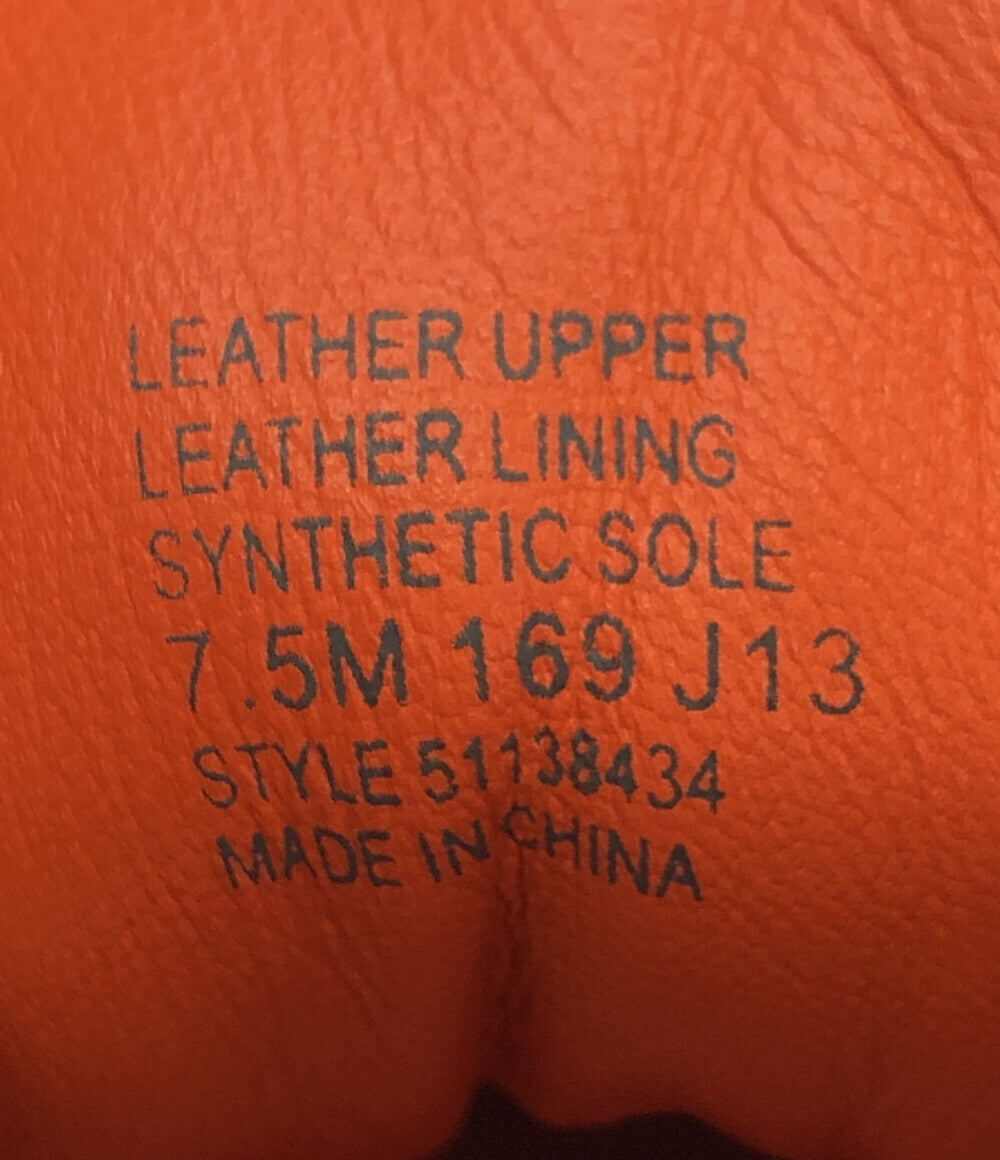 LEATHER UPPER
LEATHER LINING
SYNTHETIC SOLE
7.5M 169 J13
STYLE 51138434
MADE IN CHINA